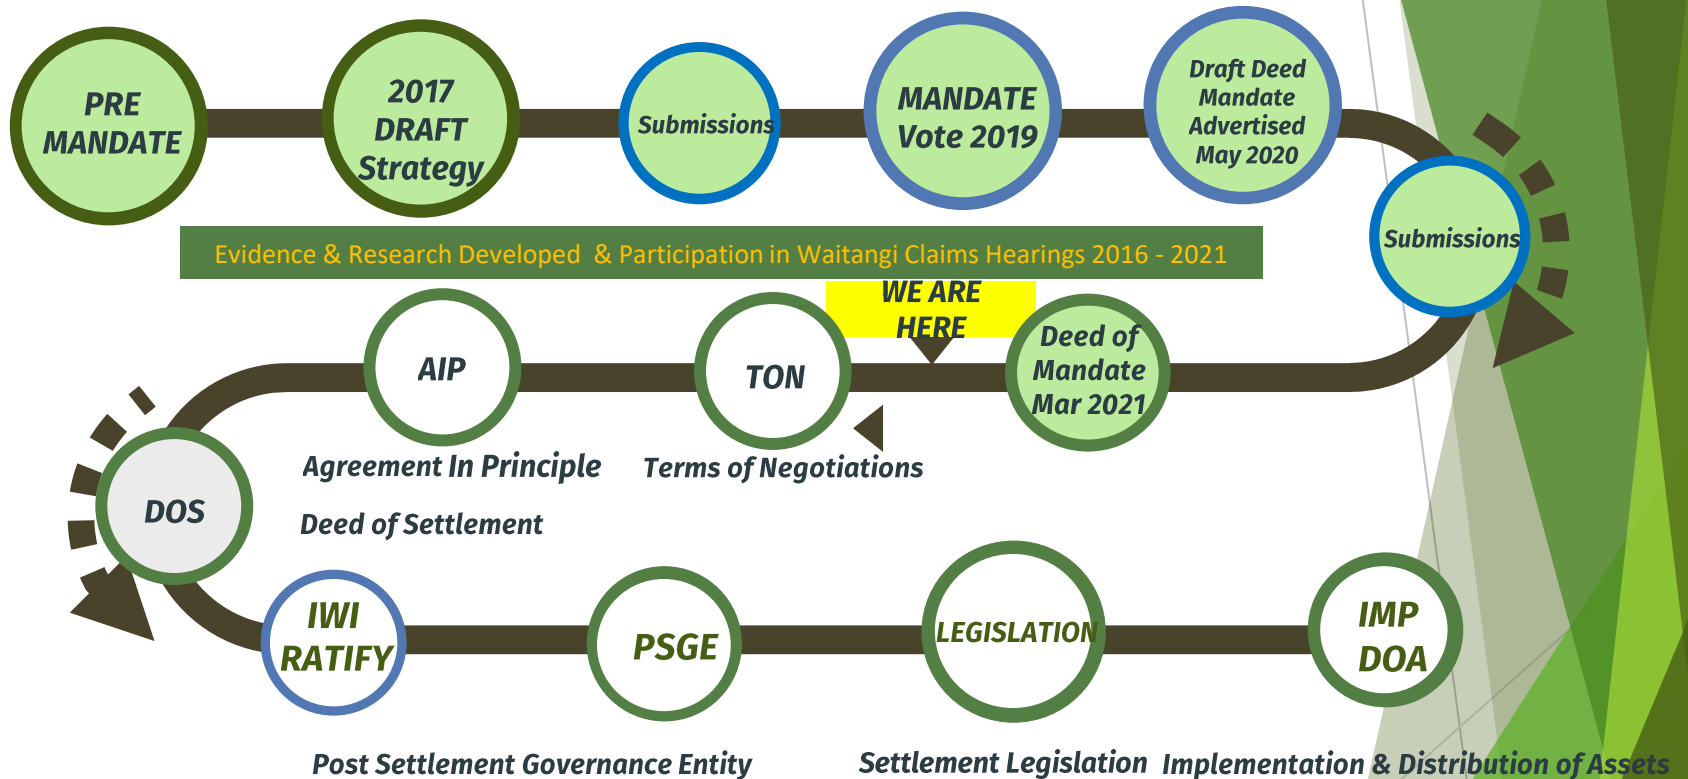 PRE
MANDATE
2017
DRAFT
Strategy
Submissions
MANDATE
Vote 2019
Draft Deed
Mandate
Advertised
May 2020
Submissions
Evidence & Research Developed  & Participation in Waitangi Claims Hearings 2016 - 2021
WE ARE
HERE
Deed of
Mandate
Mar 2021
TON
AIP
Agreement In Principle
Terms of Negotiations
DOS
Deed of Settlement
IWI
RATIFY
PSGE
LEGISLATION
IMP
DOA
Post Settlement Governance Entity
Settlement Legislation
Implementation & Distribution of Assets